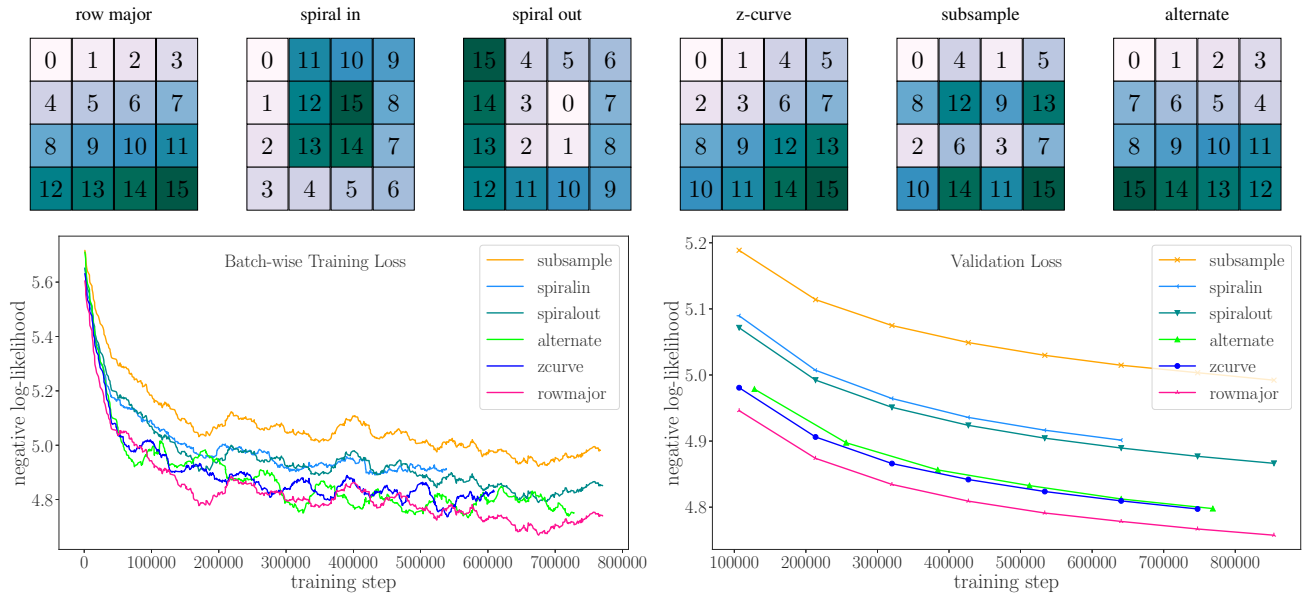 row major spiral in spiral out z-curve subsample alternate
0 1 2 3 0 11 10 9 15 4 5 6 0 1 4 5 0 4 1 5 0 1 2 3
4 5 6 7 1 12 15 8 14 3 0 7 2 3 6 7 8 12 9 13 7 6 5 4
8 9 10 11 2 13 14 7 13 2 1 8 8 9 12 13 2 6 3 7 8 9 10 11
12 13 14 15 3 4 5 6 12 11 10 9 10 11 14 15 10 14 11 15 15 14 13 12
Batch-wise Training Loss
subsample
spiralin
spiralout
alternate
zcurve
rowmajor
negative log-likelihood
5.6
5.4
5.2
5.0
4.8
0 100000 200000 300000 400000 500000 600000 700000 800000
training step
Validation Loss
subsample
spiralin
spiralout
alternate
zcurve
rowmajor
negative log-likelihood
5.2
5.1
5.0
4.9
4.8
100000 200000 300000 400000 500000 600000 700000 800000
training step